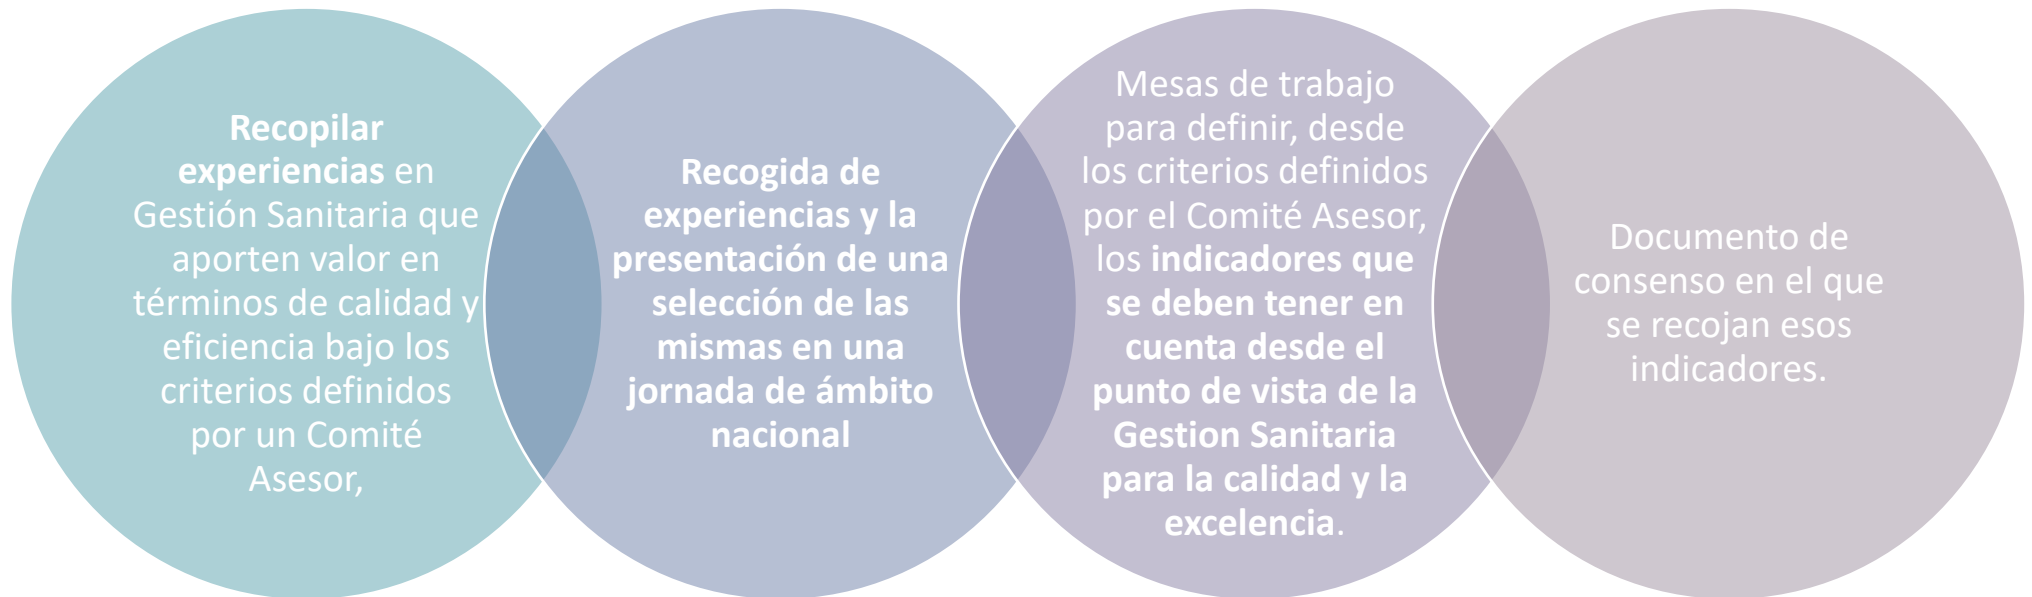 Recopilar
experiencias en
Gestión Sanitaria que
aporten valor en
términos de calidad y
eficiencia bajo los
criterios definidos
por un Comité
Asesor,
Recogida de
experiencias y la
presentación de una
selección de las
mismas en una
jornada de ámbito
nacional
Mesas de trabajo
para definir, desde
los criterios definidos
por el Comité Asesor,
los indicadores que
se deben tener en
cuenta desde el
punto de vista de la
Gestion Sanitaria
para la calidad y la
excelencia.
Documento de
consenso en el que
se recojan esos
indicadores.